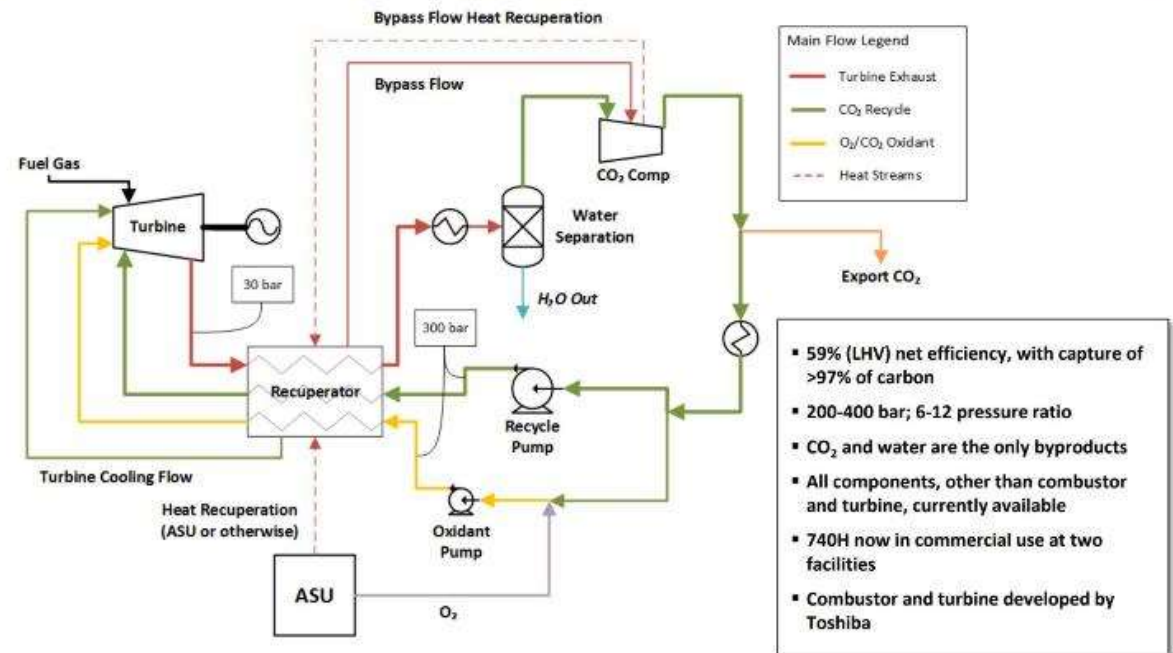 Bypass Flow Heat Recuperation
Bypass Flow
Main Flow Legend
Turbine Exhaust
CO₂ Recycle
O₂/CO₂ Oxidant
Heat Streams
Fuel Gas
Turbine
CO₂ Comp
Water
Separation
30 bar
H₂O Out
Export CO₂
300 bar
Recuperator
Recycle
Pump
Turbine Cooling Flow
Heat Recuperation
(ASU or otherwise)
Oxidant
Pump
ASU
O₂
▪ 59% (LHV) net efficiency, with capture of
>97% of carbon
▪ 200-400 bar; 6-12 pressure ratio
▪ CO₂ and water are the only byproducts
▪ All components, other than combustor
and turbine, currently available
▪ 740H now in commercial use at two
facilities
▪ Combustor and turbine developed by
Toshiba